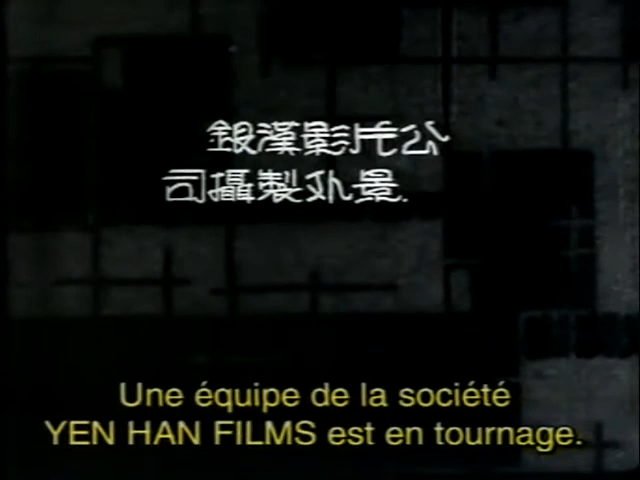 銀漢影片公
司攝製外景.
Une équipe de la société
YEN HAN FILMS est en tournage.